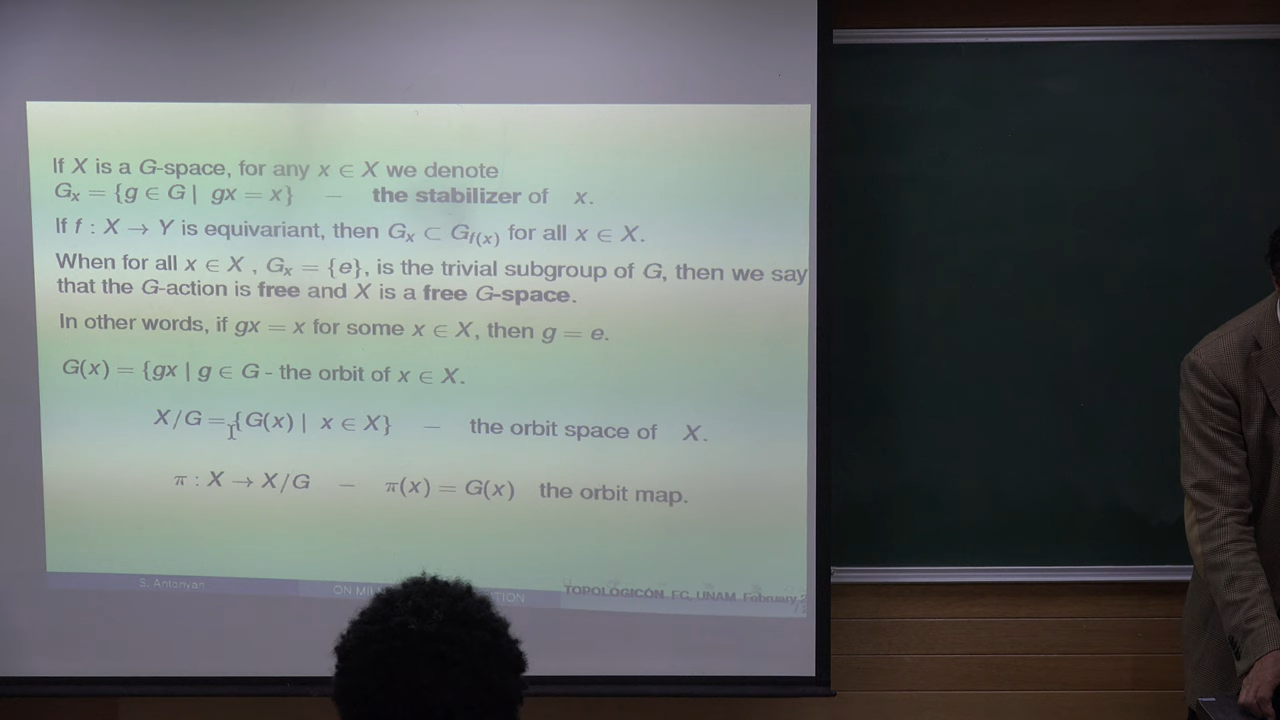 If X is a G-space, for any x ∈ X we denote
Gₓ = {g ∈ G | gx = x} – the stabilizer of x.
If f : X → Y is equivariant, then Gₓ ⊂ G_{f(x)} for all x ∈ X.
When for all x ∈ X , Gₓ = {e}, is the trivial subgroup of G, then we say
that the G-action is free and X is a free G-space.
In other words, if gx = x for some x ∈ X, then g = e.
G(x) = {gx | g ∈ G - the orbit of x ∈ X.
X/G = {G(x) | x ∈ X} – the orbit space of X.
π : X → X/G – π(x) = G(x) the orbit map.
S. Antonyan ON TOPOLOGICÓN. FC, UNAM. February